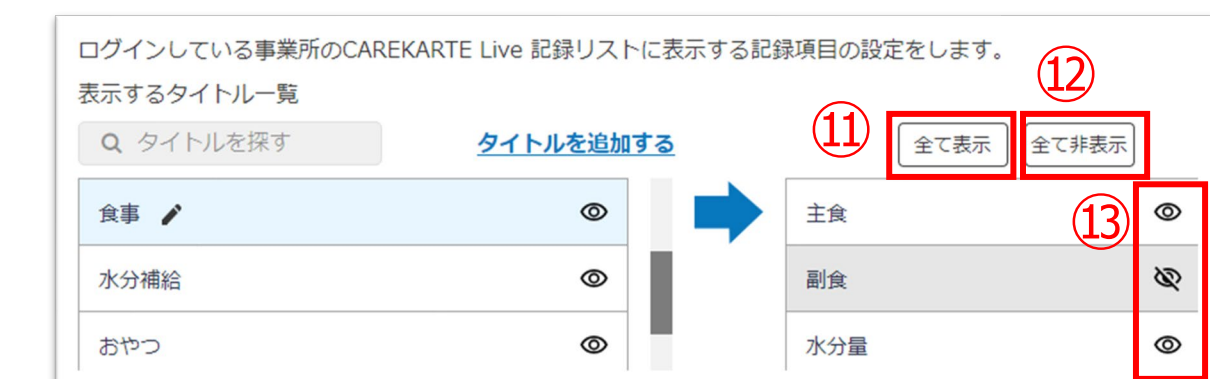 ログインしている事業所のCAREKARTE Live 記録リストに表示する記録項目の設定をします。
表示するタイトル一覧
⑫
タイトルを探す タイトルを追加する ⑪ 全て表示 全て非表示
食事 主食 ⑬
水分補給 副食
おやつ 水分量